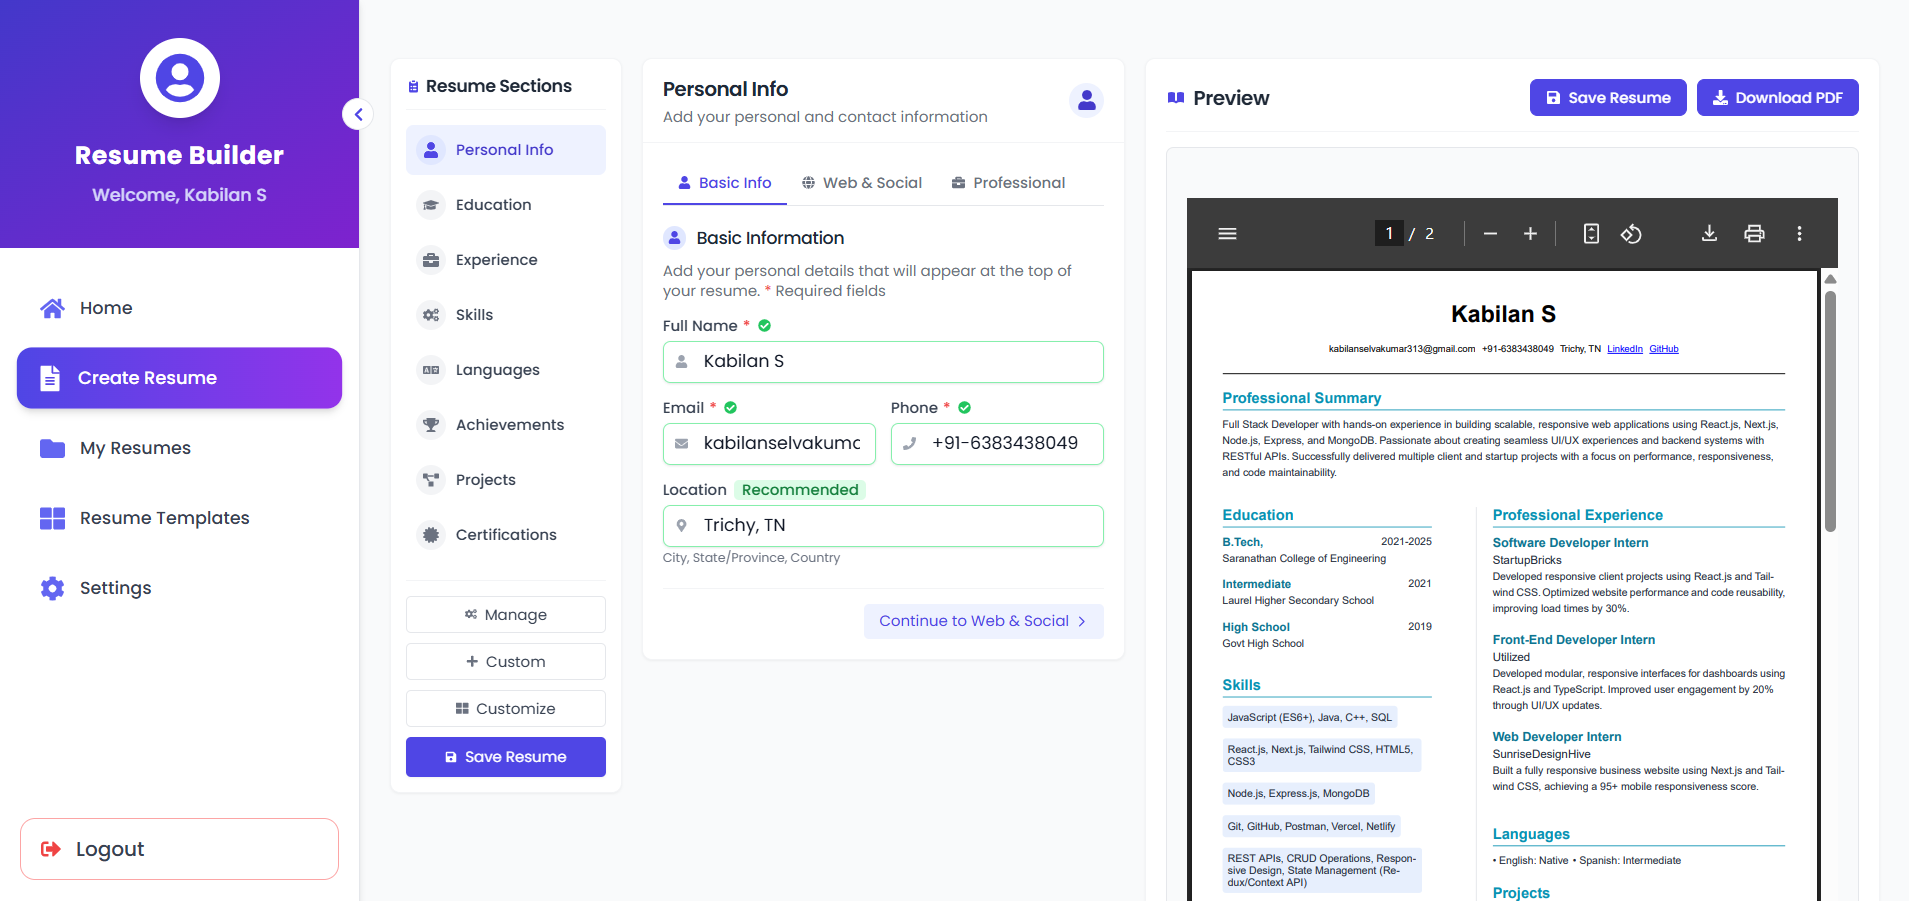 Resume Builder
Welcome, Kabilan S
Home
Create Resume
My Resumes
Resume Templates
Settings
Logout
Resume Sections
Personal Info
Education
Experience
Skills
Languages
Achievements
Projects
Certifications
Manage
Custom
Customize
Save Resume
Personal Info
Add your personal and contact information
Basic Info
Web & Social
Professional
Basic Information
Add your personal details that will appear at the top of
your resume. * Required fields
Full Name *
Kabilan S
Email *
Phone *
kabilanselvakumc
+91-6383438049
Location Recommended
Trichy, TN
City, State/Province, Country
Continue to Web & Social
Preview
Save Resume
Download PDF
1 / 2
Kabilan S
kabilanselvakumar313@gmail.com +91-6383438049 Trichy, TN LinkedIn GitHub
Professional Summary
Full Stack Developer with hands-on experience in building scalable, responsive web applications using React.js, Next.js,
Node.js, Express, and MongoDB. Passionate about creating seamless UI/UX experiences and backend systems with
RESTful APIs. Successfully delivered multiple client and startup projects with a focus on performance, responsiveness,
and code maintainability.
Education
B.Tech, 2021-2025
Saranathan College of Engineering
Intermediate 2021
Laurel Higher Secondary School
High School 2019
Govt High School
Skills
JavaScript (ES6+), Java, C++, SQL
React.js, Next.js, Tailwind CSS, HTML5,
CSS3
Node.js, Express.js, MongoDB
Git, GitHub, Postman, Vercel, Netlify
REST APIs, CRUD Operations, Respon-
sive Design, State Management (Re-
dux/Context API)
Professional Experience
Software Developer Intern
StartupBricks
Developed responsive client projects using React.js and Tail-
wind CSS. Optimized website performance and code reusability,
improving load times by 30%.
Front-End Developer Intern
Utilized
Developed modular, responsive interfaces for dashboards using
React.js and TypeScript. Improved user engagement by 20%
through UI/UX updates.
Web Developer Intern
SunriseDesignHive
Built a fully responsive business website using Next.js and Tail-
wind CSS, achieving a 95+ mobile responsiveness score.
Languages
• English: Native • Spanish: Intermediate
Projects